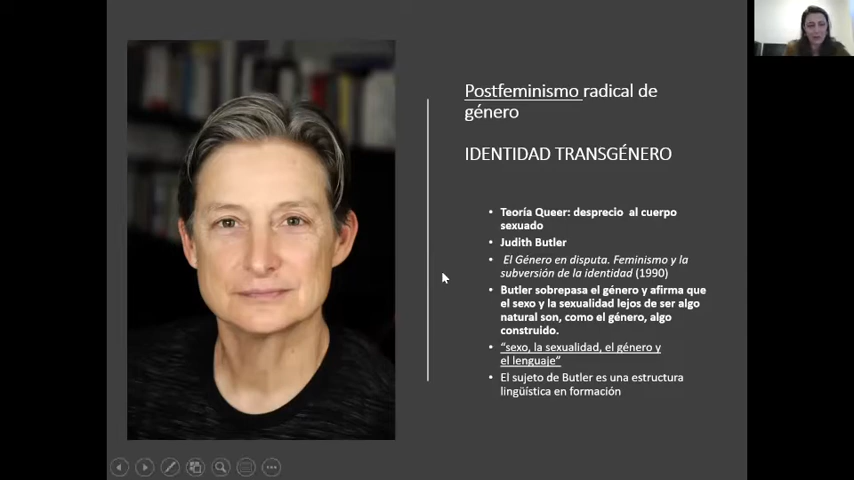 Postfeminismo radical de
género
IDENTIDAD TRANSGÉNERO
• Teoría Queer: desprecio al cuerpo
sexuado
• Judith Butler
• El Género en disputa. Feminismo y la
subversión de la identidad (1990)
• Butler sobrepasa el género y afirma que
el sexo y la sexualidad lejos de ser algo
natural son, como el género, algo
construido.
• “sexo, la sexualidad, el género y
el lenguaje”
• El sujeto de Butler es una estructura
lingüística en formación